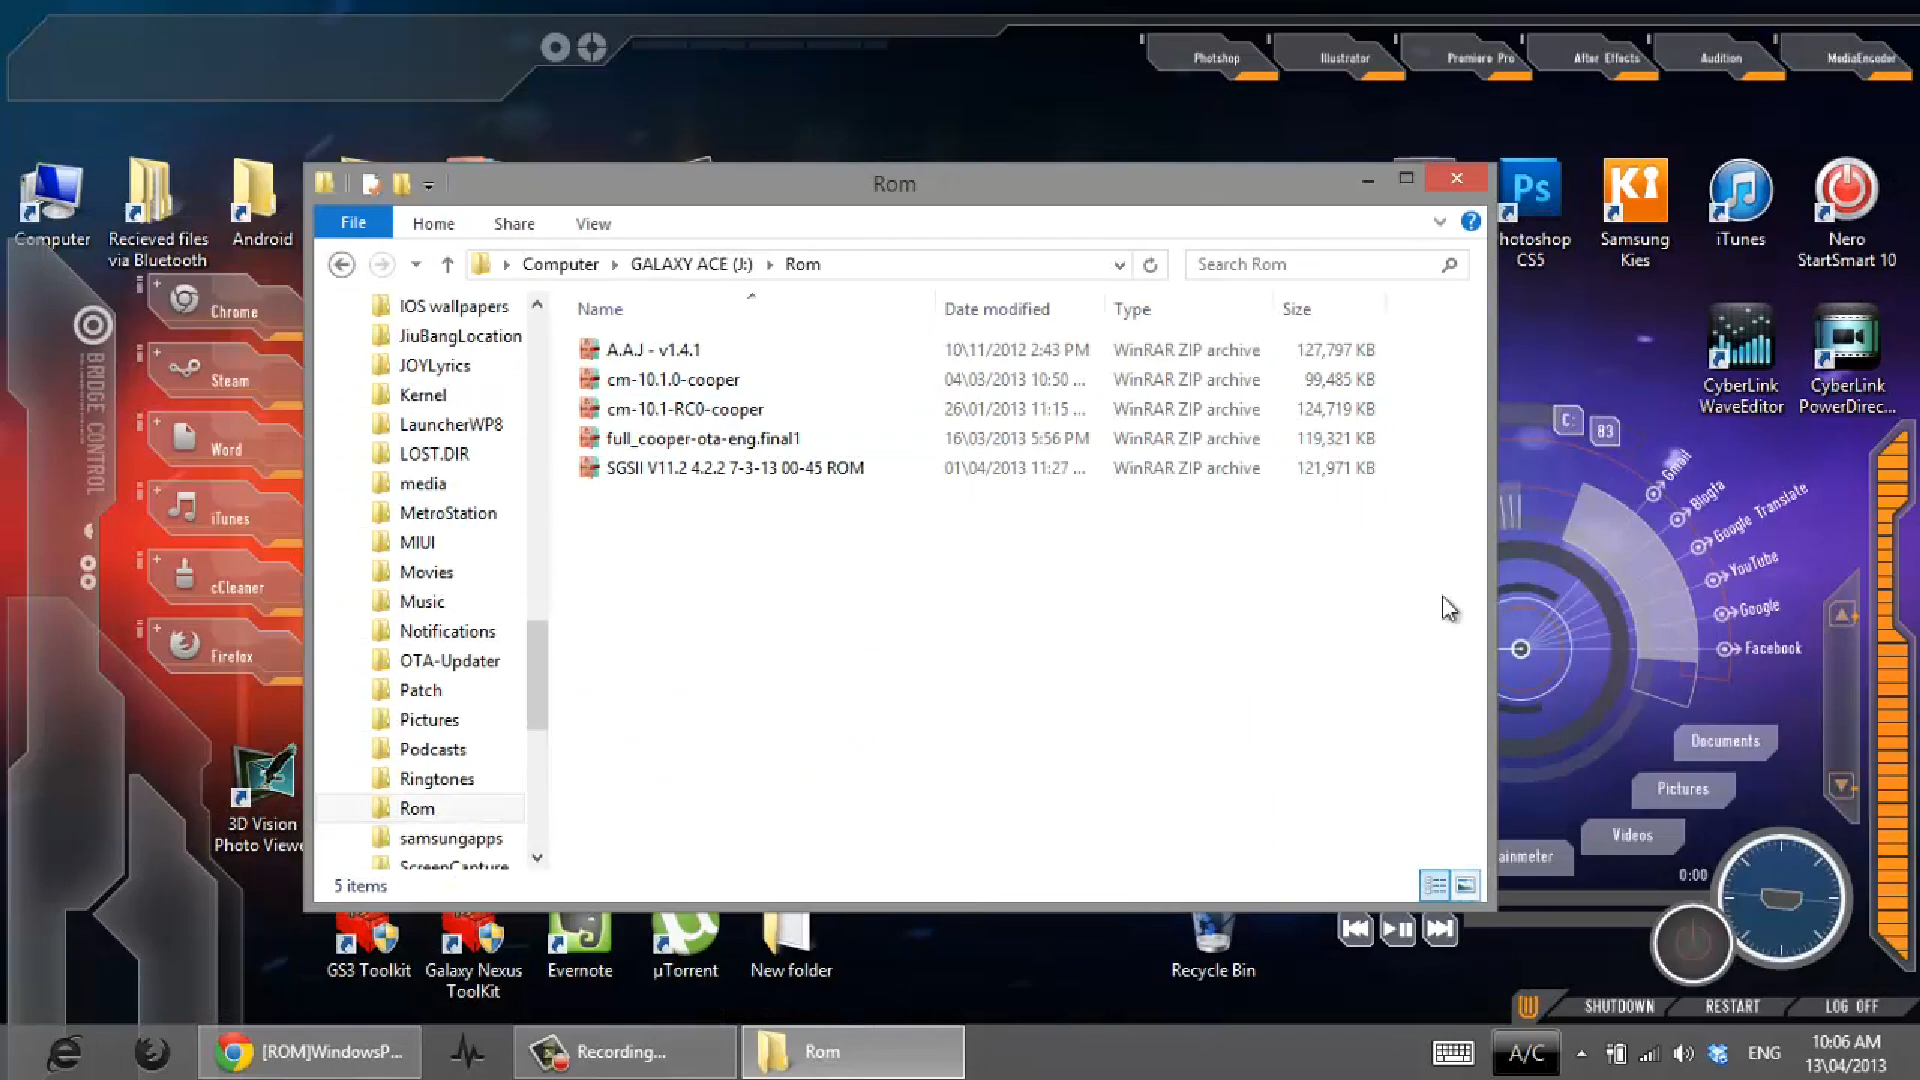 Photshop
Illustrator
Premiere Pro
After Effects
Audition
MediaEncoder
Computer
Recieved files
via Bluetooth
Android
Chrome
Steam
Word
iTunes
cCleaner
Firefox
BRIDGE CONTROL
3D Vision
Photo Viewe
Rom
File
Home
Share
View
Computer
GALAXY ACE (J:)
Rom
Search Rom
IOS wallpapers
JiuBangLocation
JOYLyrics
Kernel
LauncherWP8
LOST.DIR
media
MetroStation
MIUI
Movies
Music
Notifications
OTA-Updater
Patch
Pictures
Podcasts
Ringtones
Rom
samsungapps
ScreenCapture
Name Date modified Type Size
A.A.J - v1.4.1 10\11/2012 2:43 PM WinRAR ZIP archive 127,797 KB
cm-10.1.0-cooper 04\03/2013 10:50 ... WinRAR ZIP archive 99,485 KB
cm-10.1-RC0-cooper 26\01/2013 11:15 ... WinRAR ZIP archive 124,719 KB
full_cooper-ota-eng.final1 16\03/2013 5:56 PM WinRAR ZIP archive 119,321 KB
SGSII V11.2 4.2.2 7-3-13 00-45 ROM 01\04/2013 11:27 ... WinRAR ZIP archive 121,971 KB
5 items
Ps
hotoshop
CS5
Ki
Samsung
Kies
iTunes
Nero
StartSmart 10
CyberLink
WaveEditor
CyberLink
PowerDirec...
C:
83
Gmail
Blogfa
Google Translate
YouTube
Google
Facebook
Documents
Pictures
Videos
ainmeter
0:00
GS3 Toolkit
Galaxy Nexus
ToolKit
Evernote
µTorrent
New folder
Recycle Bin
SHUTDOWN
RESTART
LOG OFF
[ROM]WindowsP...
Recording...
Rom
A/C
ENG
10:06 AM
13\04/2013